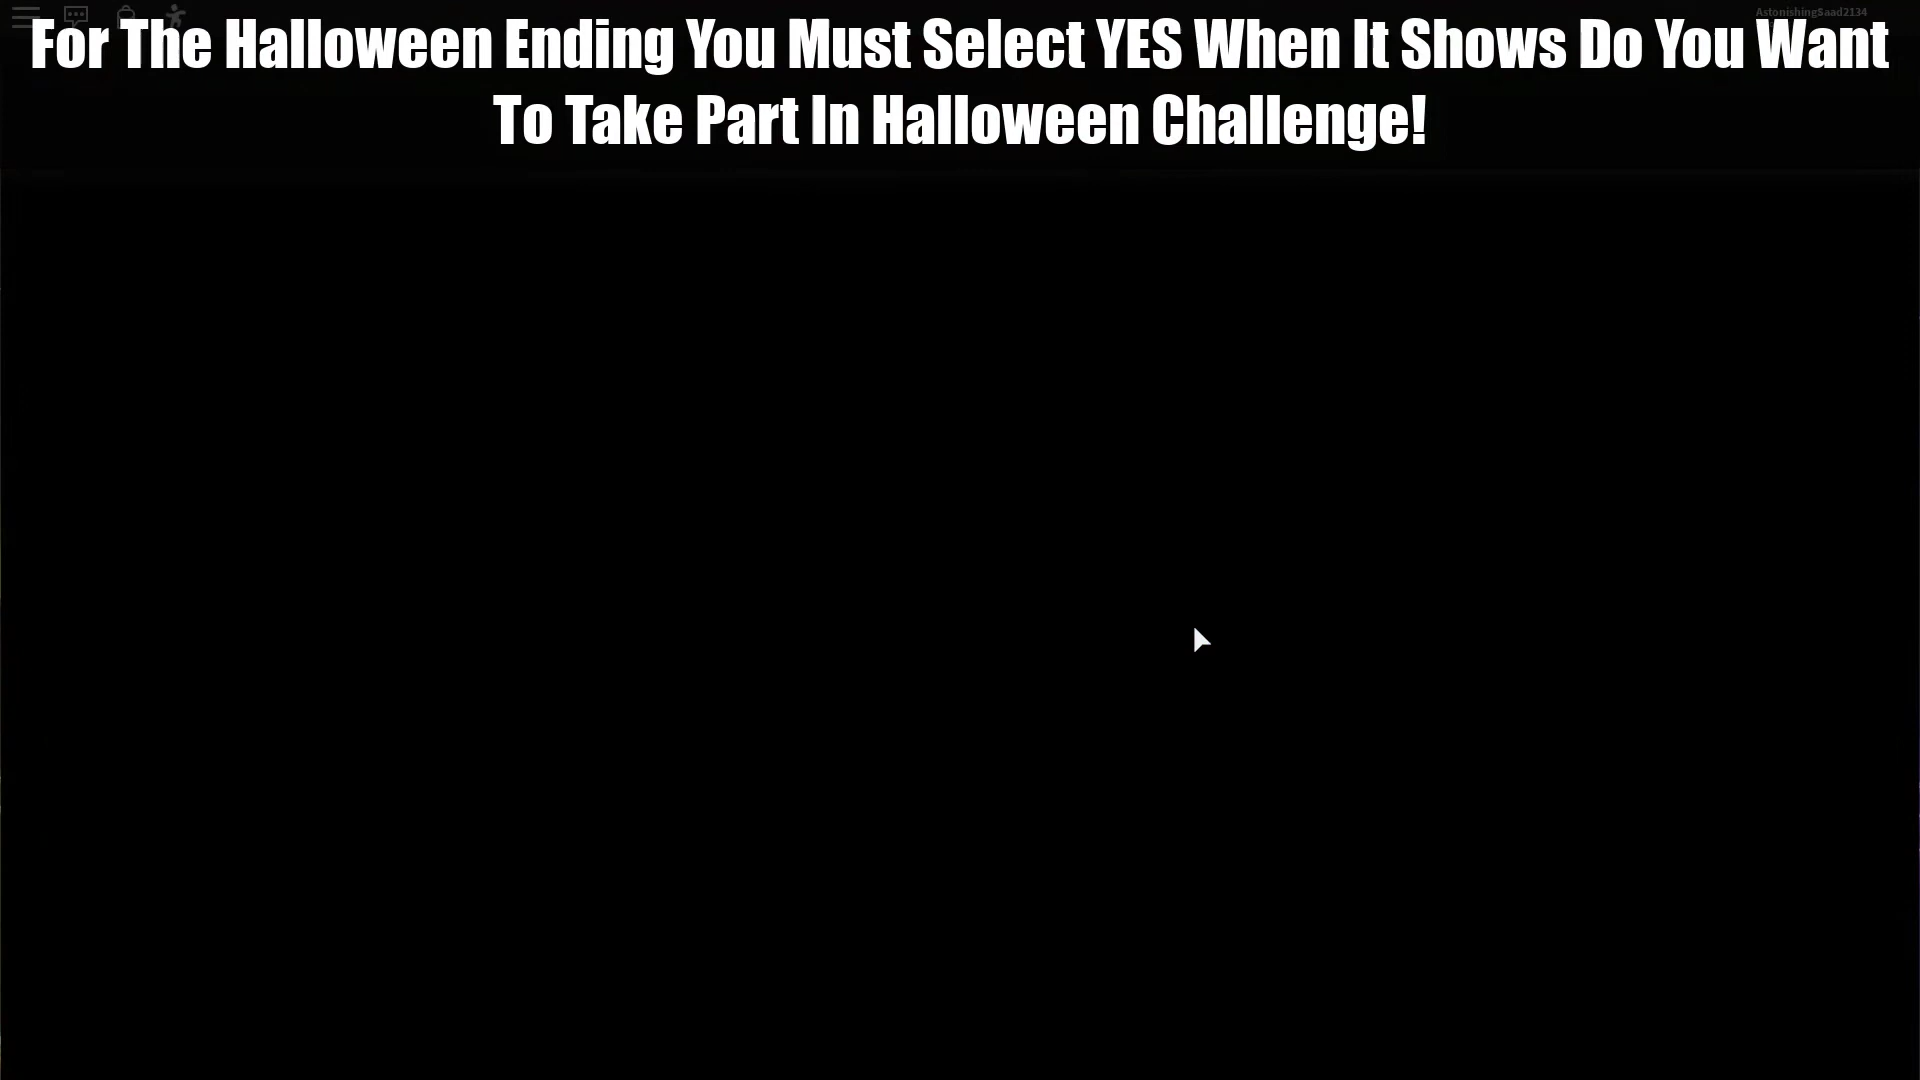 AstonishingSaad2134
For The Halloween Ending You Must Select YES When It Shows Do You Want
To Take Part In Halloween Challenge!